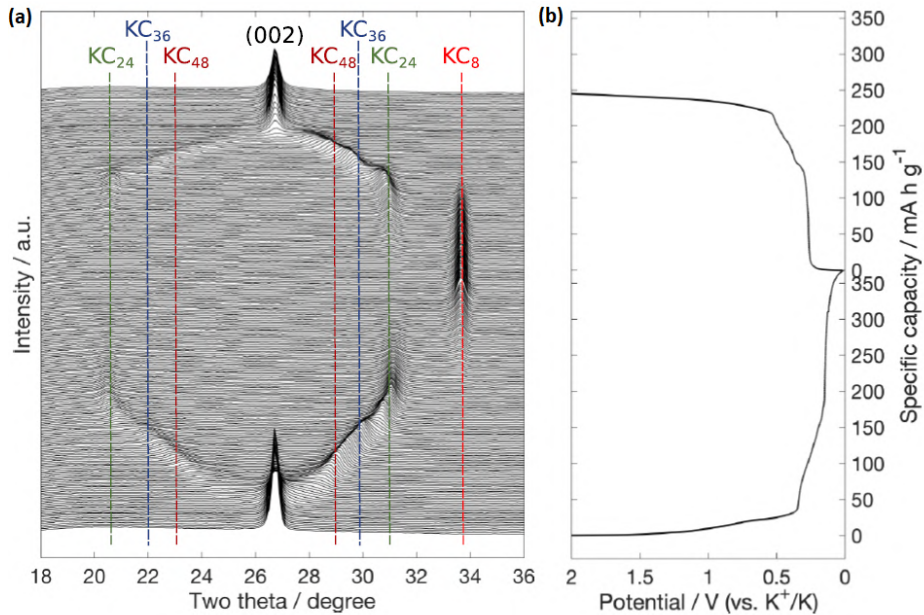 (a)
KC36
KC24
KC48
(002)
KC36
KC48
KC24
KC8
Intensity / a.u.
18 20 22 24 26 28 30 32 34 36
Two theta / degree
(b)
350
300
250
200
150
100
50
0
350
300
250
200
150
100
50
0
Specific capacity / mA h g⁻¹
2 1.5 1 0.5 0
Potential / V (vs. K⁺/K)